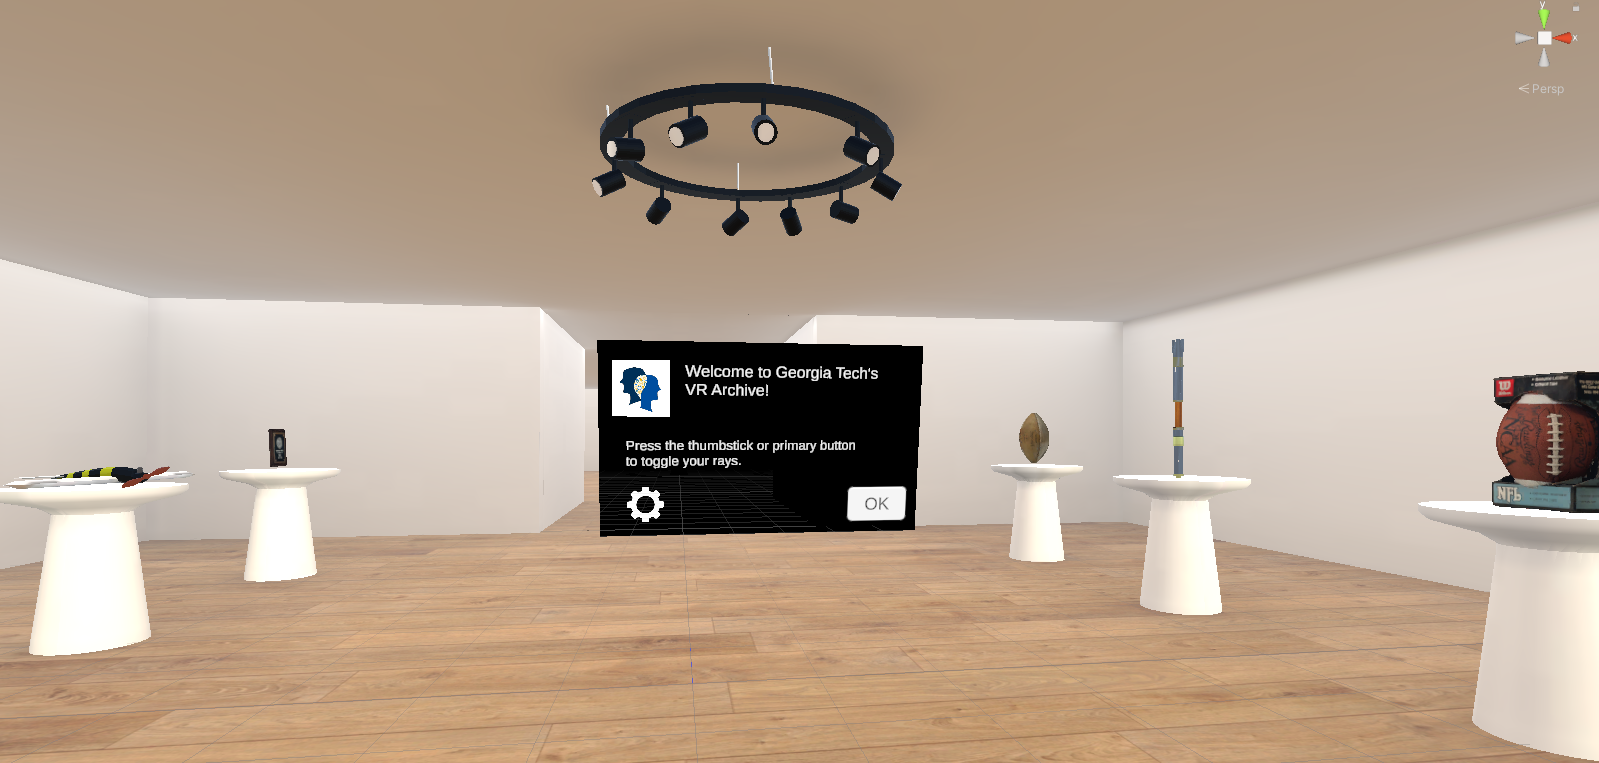 y
x
Persp
Welcome to Georgia Tech's
VR Archive!
Press the thumbstick or primary button
to toggle your rays.
OK
W
NFL